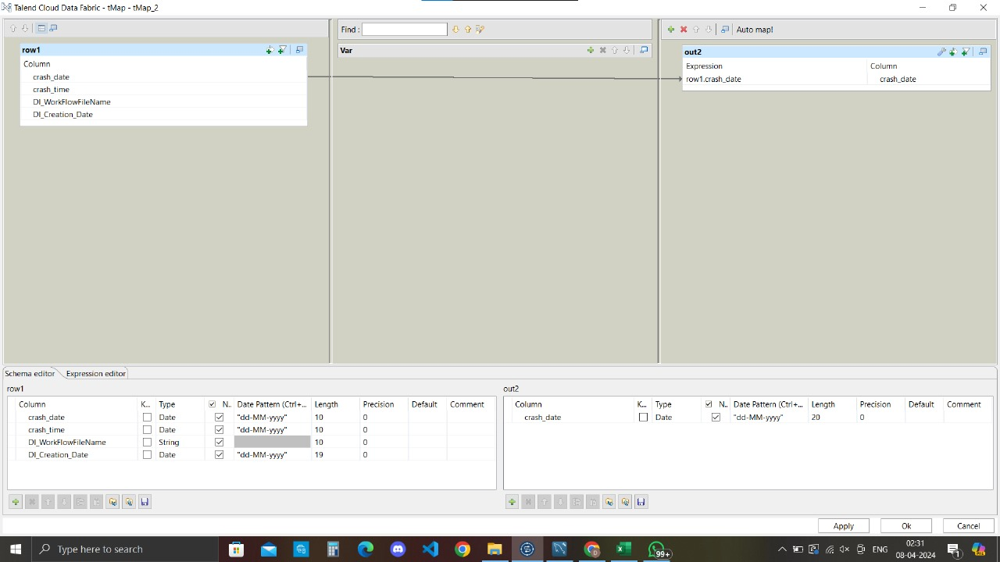 Talend Cloud Data Fabric - tMap - tMap_2
Find :
Auto map!
row1
Var
out2
Column
Expression Column
crash_date
row1.crash_date crash_date
crash_time
DI_WorkFlowFileName
DI_Creation_Date
Schema editor Expression editor
row1
Column K... Type N.. Date Pattern (Ctrl+... Length Precision Default Comment
crash_date Date "dd-MM-yyyy" 10 0
crash_time Date "dd-MM-yyyy" 10 0
DI_WorkFlowFileName String 10 0
DI_Creation_Date Date "dd-MM-yyyy" 19 0
out2
Column K... Type N.. Date Pattern (Ctrl+... Length Precision Default Comment
crash_date Date "dd-MM-yyyy" 20 0
Apply Ok Cancel
Type here to search
99+
ENG
02:31
08-04-2024
1